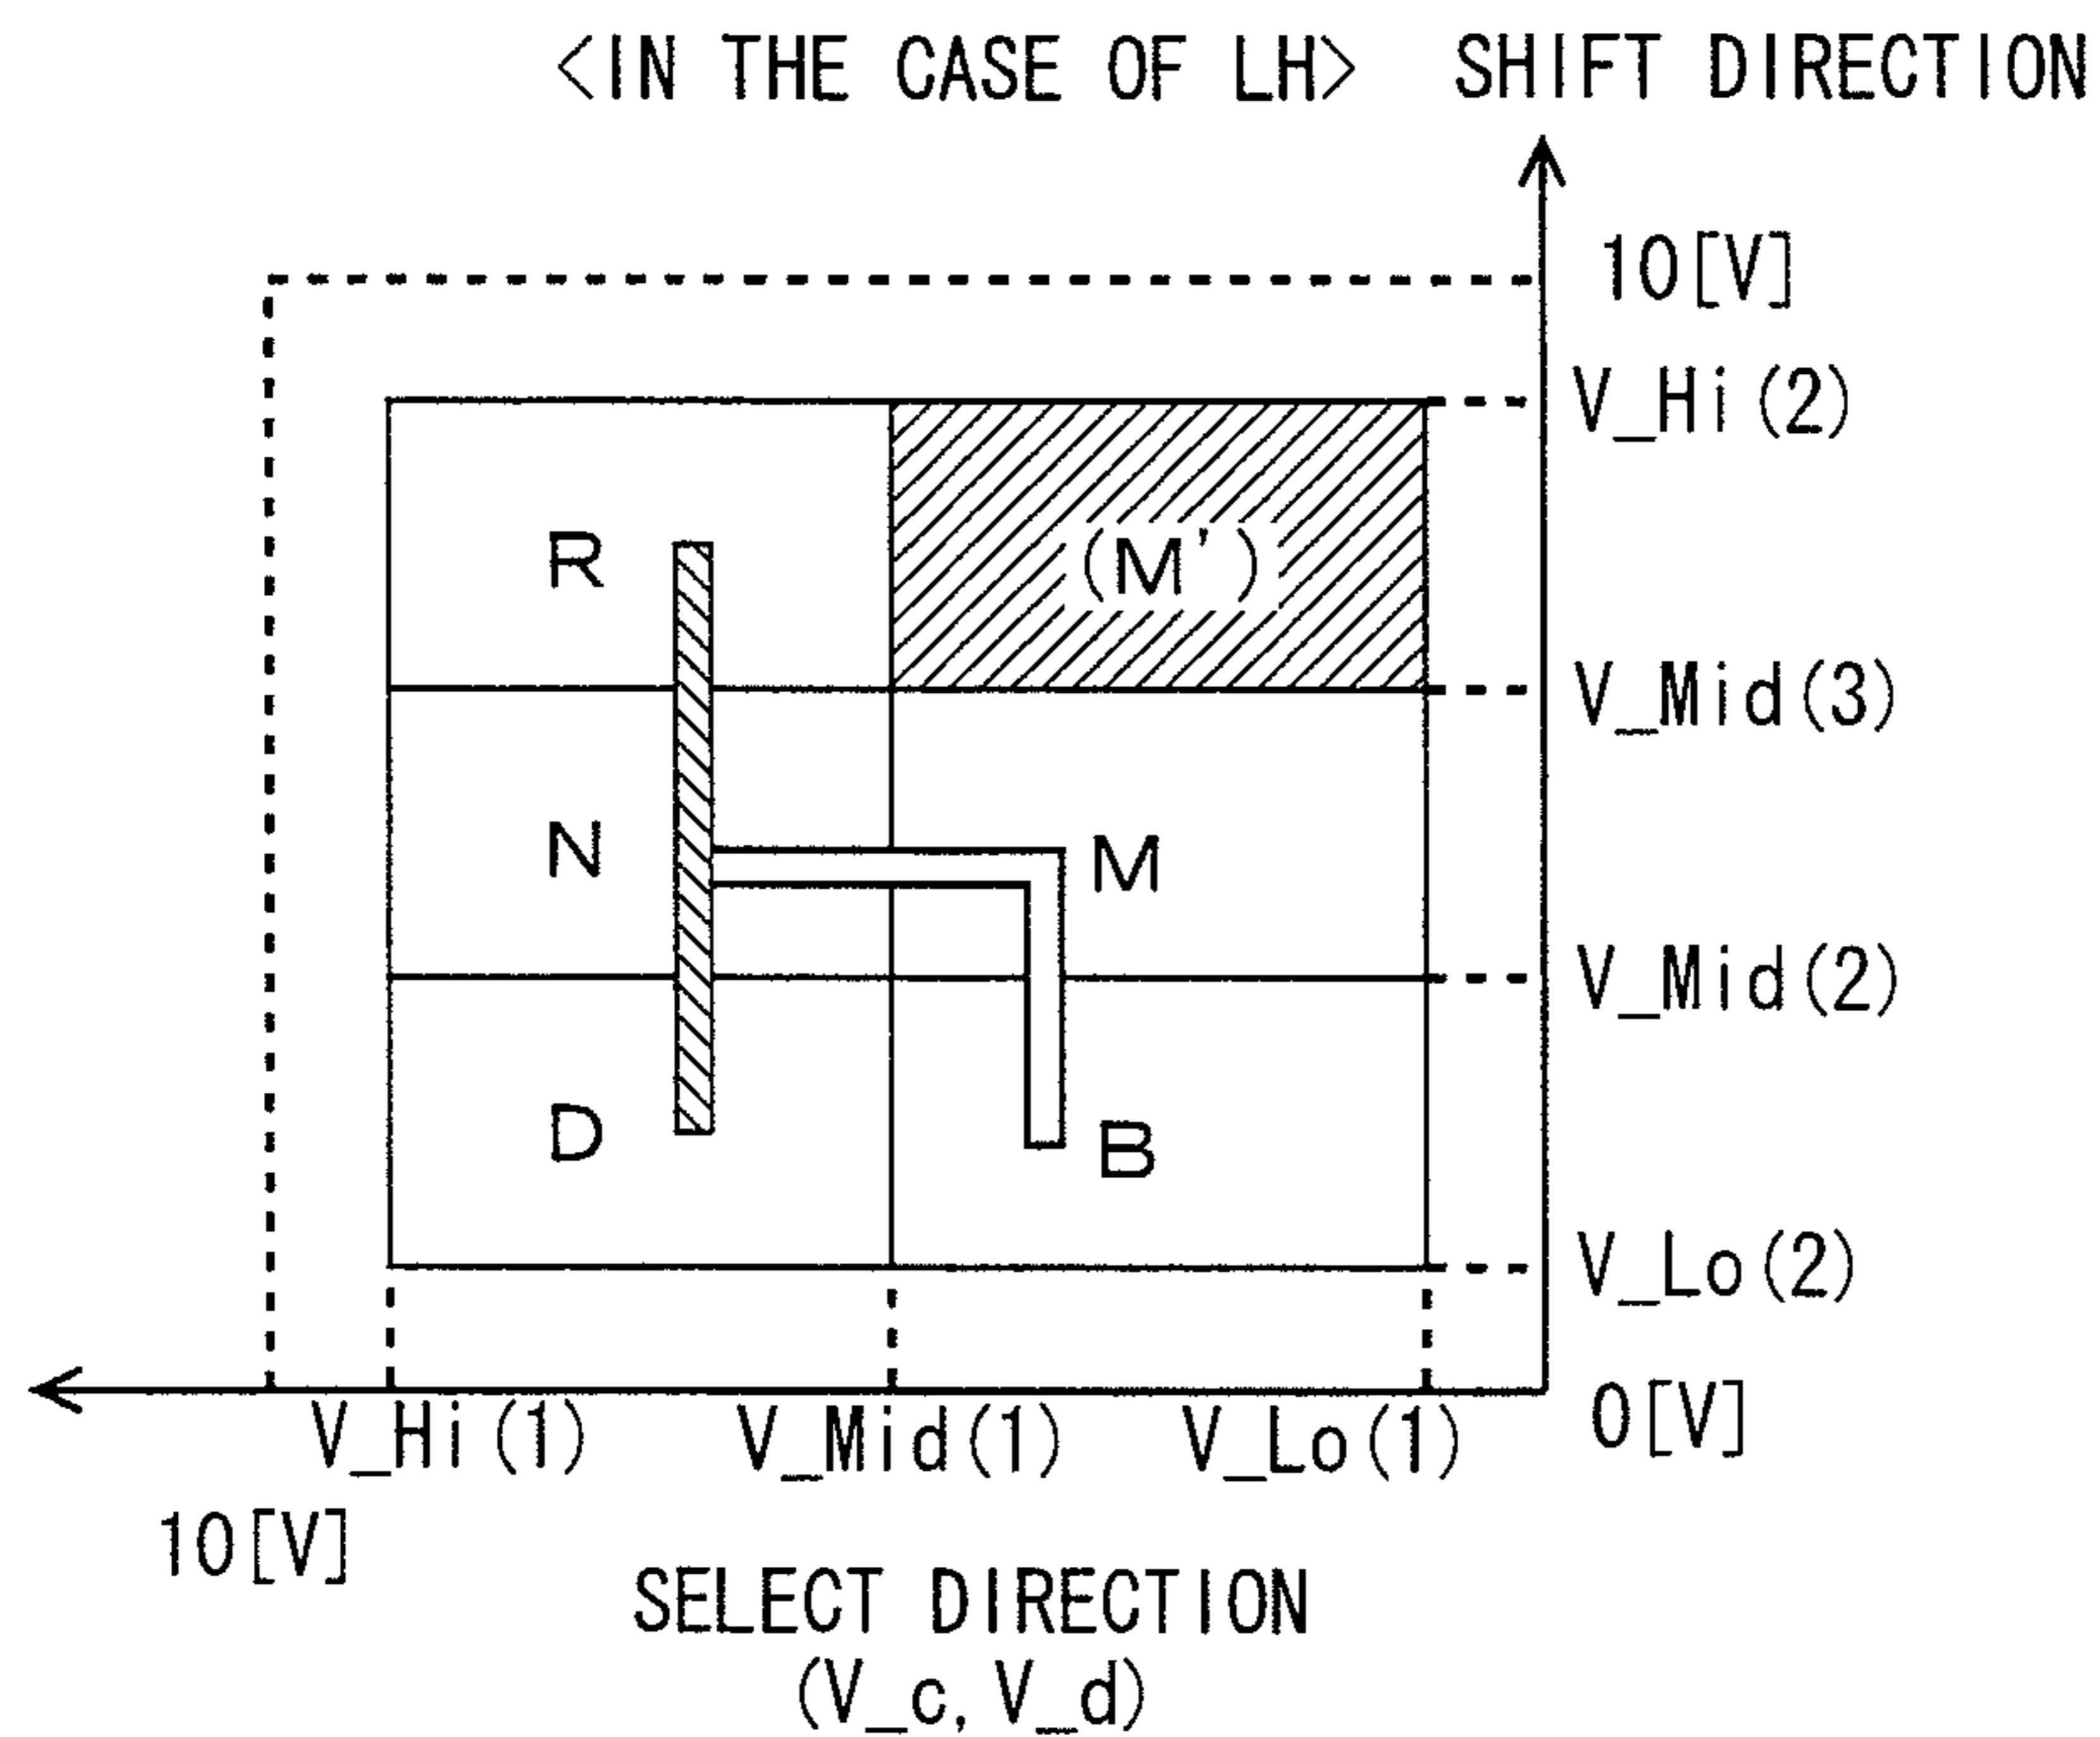 <IN THE CASE OF LH> SHIFT DIRECTION
10[V]
V_Hi(2)
R
(M')
V_Mid(3)
N
M
V_Mid(2)
D
B
V_Lo(2)
V_Hi(1) V_Mid(1) V_Lo(1) 0[V]
10[V]
SELECT DIRECTION
(V_c, V_d)